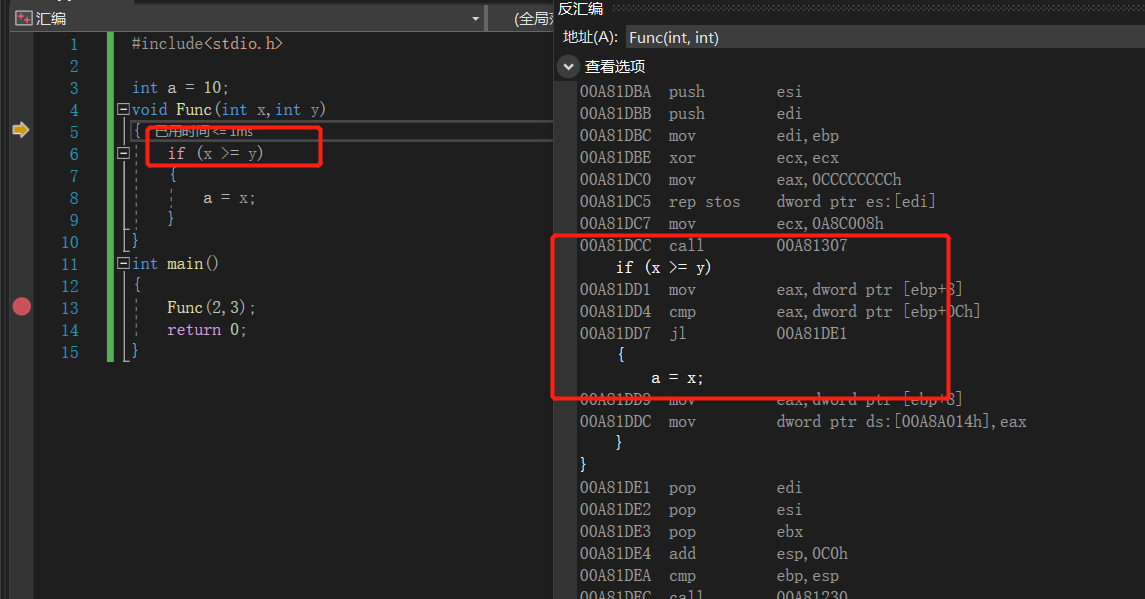 汇编
(全局
1 #include<stdio.h>
2
3 int a = 10;
4 void Func(int x,int y)
5 { 已用时间 <= 1ms
6 if (x >= y)
7 {
8 a = x;
9 }
10 }
11 int main()
12 {
13 Func(2,3);
14 return 0;
15 }
反汇编
地址(A): Func(int, int)
查看选项
00A81DBA push esi
00A81DBB push edi
00A81DBC mov edi,ebp
00A81DBE xor ecx,ecx
00A81DC0 mov eax,0CCCCCCCCh
00A81DC5 rep stos dword ptr es:[edi]
00A81DC7 mov ecx,0A8C008h
00A81DCC call 00A81307
if (x >= y)
00A81DD1 mov eax,dword ptr [ebp+8]
00A81DD4 cmp eax,dword ptr [ebp+0Ch]
00A81DD7 jl 00A81DE1
{
a = x;
00A81DD9 mov eax,dword ptr [ebp+8]
00A81DDC mov dword ptr ds:[00A8A014h],eax
}
}
00A81DE1 pop edi
00A81DE2 pop esi
00A81DE3 pop ebx
00A81DE4 add esp,0C0h
00A81DEA cmp ebp,esp
00A81DEC call 00A81230